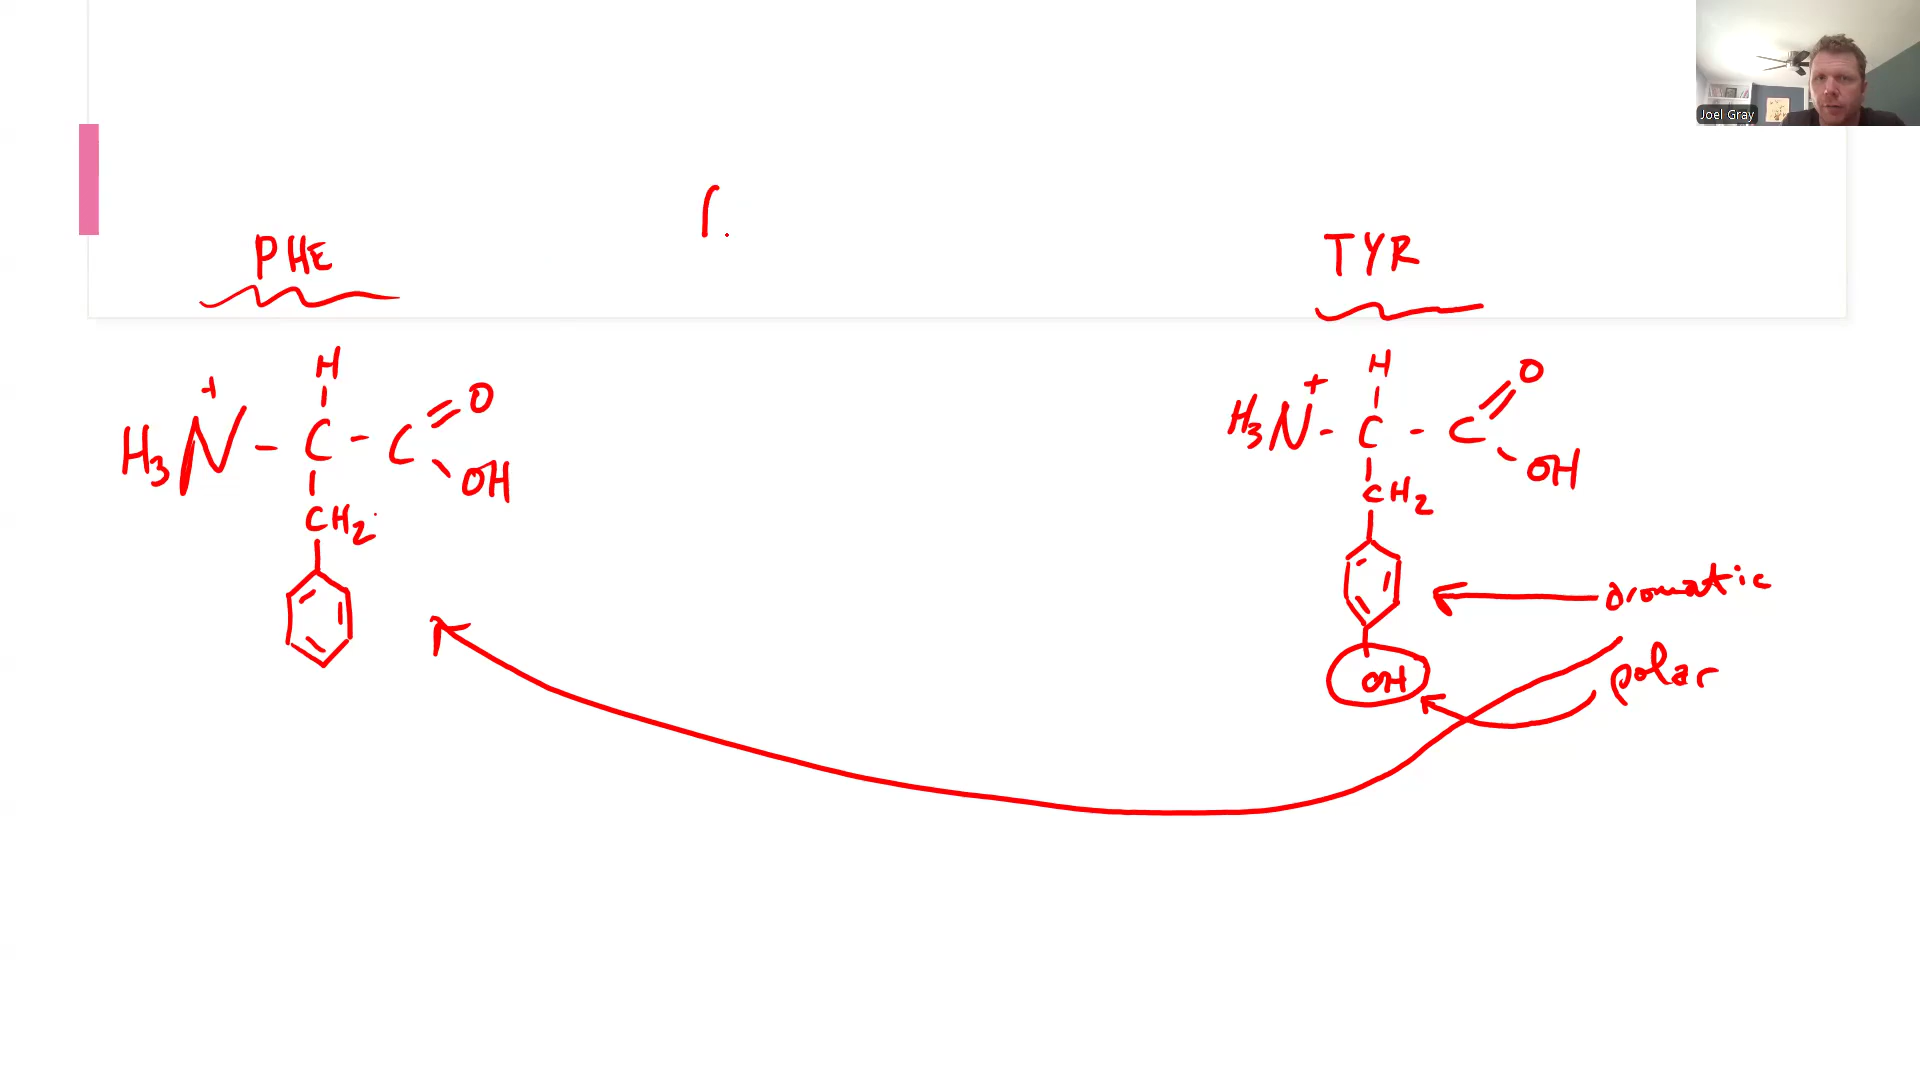 Joel Gray
PHE
TYR
H
H
+
+
H3N - C - C = O
H3N - C - C = O
OH
OH
CH2
CH2
aromatic
OH
polar